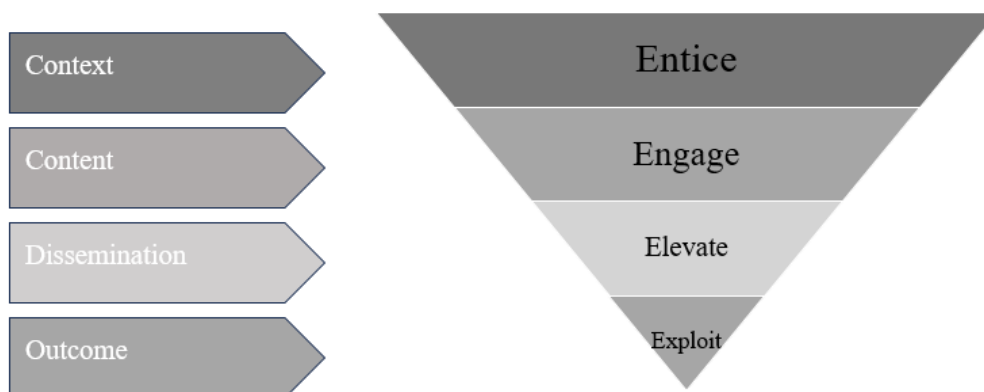 Context
Entice
Content
Engage
Dissemination
Elevate
Outcome
Exploit